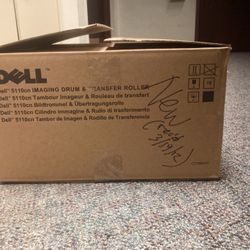 DELL
Dell™ 5110cn IMAGING DRUM & TRANSFER ROLLER
Dell™ 5110cn Tambour imageur & Rouleau de transfert
Dell™ 5110cn Bildtrommel & Übertragungsrolle
Dell™ 5110cn Cilindro immagine & Rullo di trasferimento
Dell™ 5110cn Tambor de Imagen & Rodillo de Transferencia
New